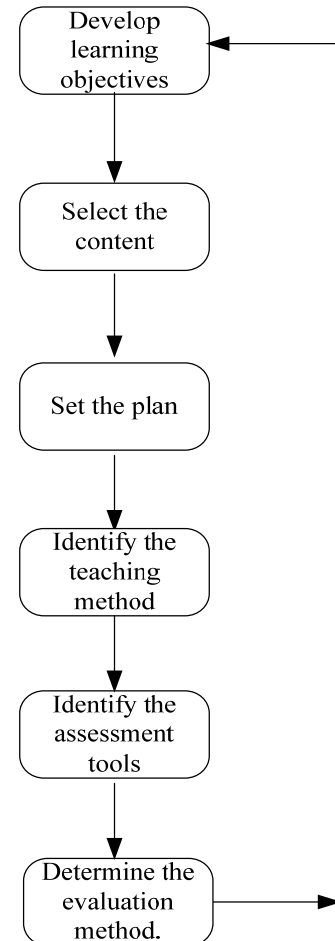 Develop
learning
objectives
Select the
content
Set the plan
Identify the
teaching
method
Identify the
assessment
tools
Determine the
evaluation
method.